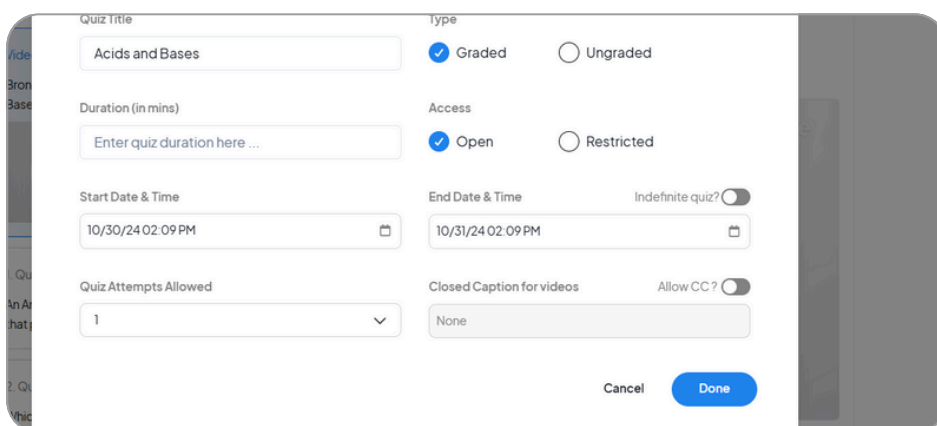 Quiz Title Type
Acids and Bases Graded Ungraded
Duration (in mins) Access
Enter quiz duration here ... Open Restricted
Start Date & Time End Date & Time Indefinite quiz?
10/30/24 02:09 PM 10/31/24 02:09 PM
Quiz Attempts Allowed Closed Caption for videos Allow CC?
1 None
Cancel Done